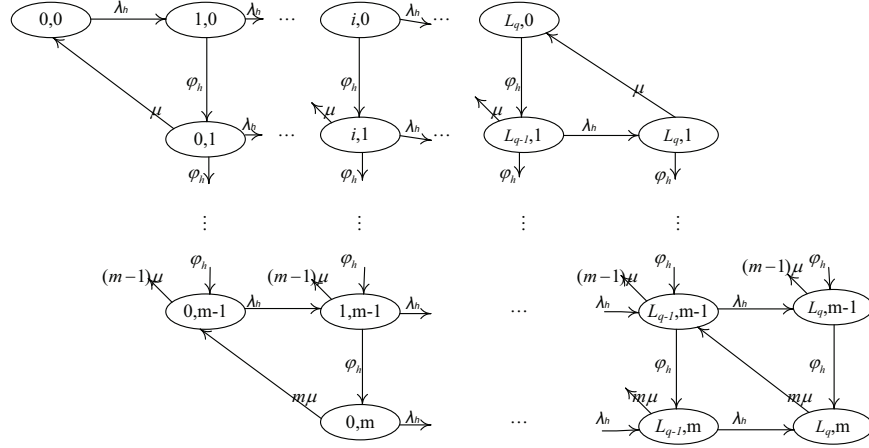 0,0 λh 1,0 λh ... i,0 λh ... Lq,0
φh φh φh
μ μ μ μ
0,1 λh ... i,1 λh ... Lq-1,1 λh Lq,1
φh φh φh φh
⋮ ⋮ ⋮ ⋮
(m−1)μ φh (m−1)μ φh (m−1)μ φh (m−1)μ φh
0,m-1 λh 1,m-1 λh ... λh Lq-1,m-1 λh Lq,m-1
φh φh φh
mμ mμ mμ
0,m λh ... λh Lq-1,m λh Lq,m